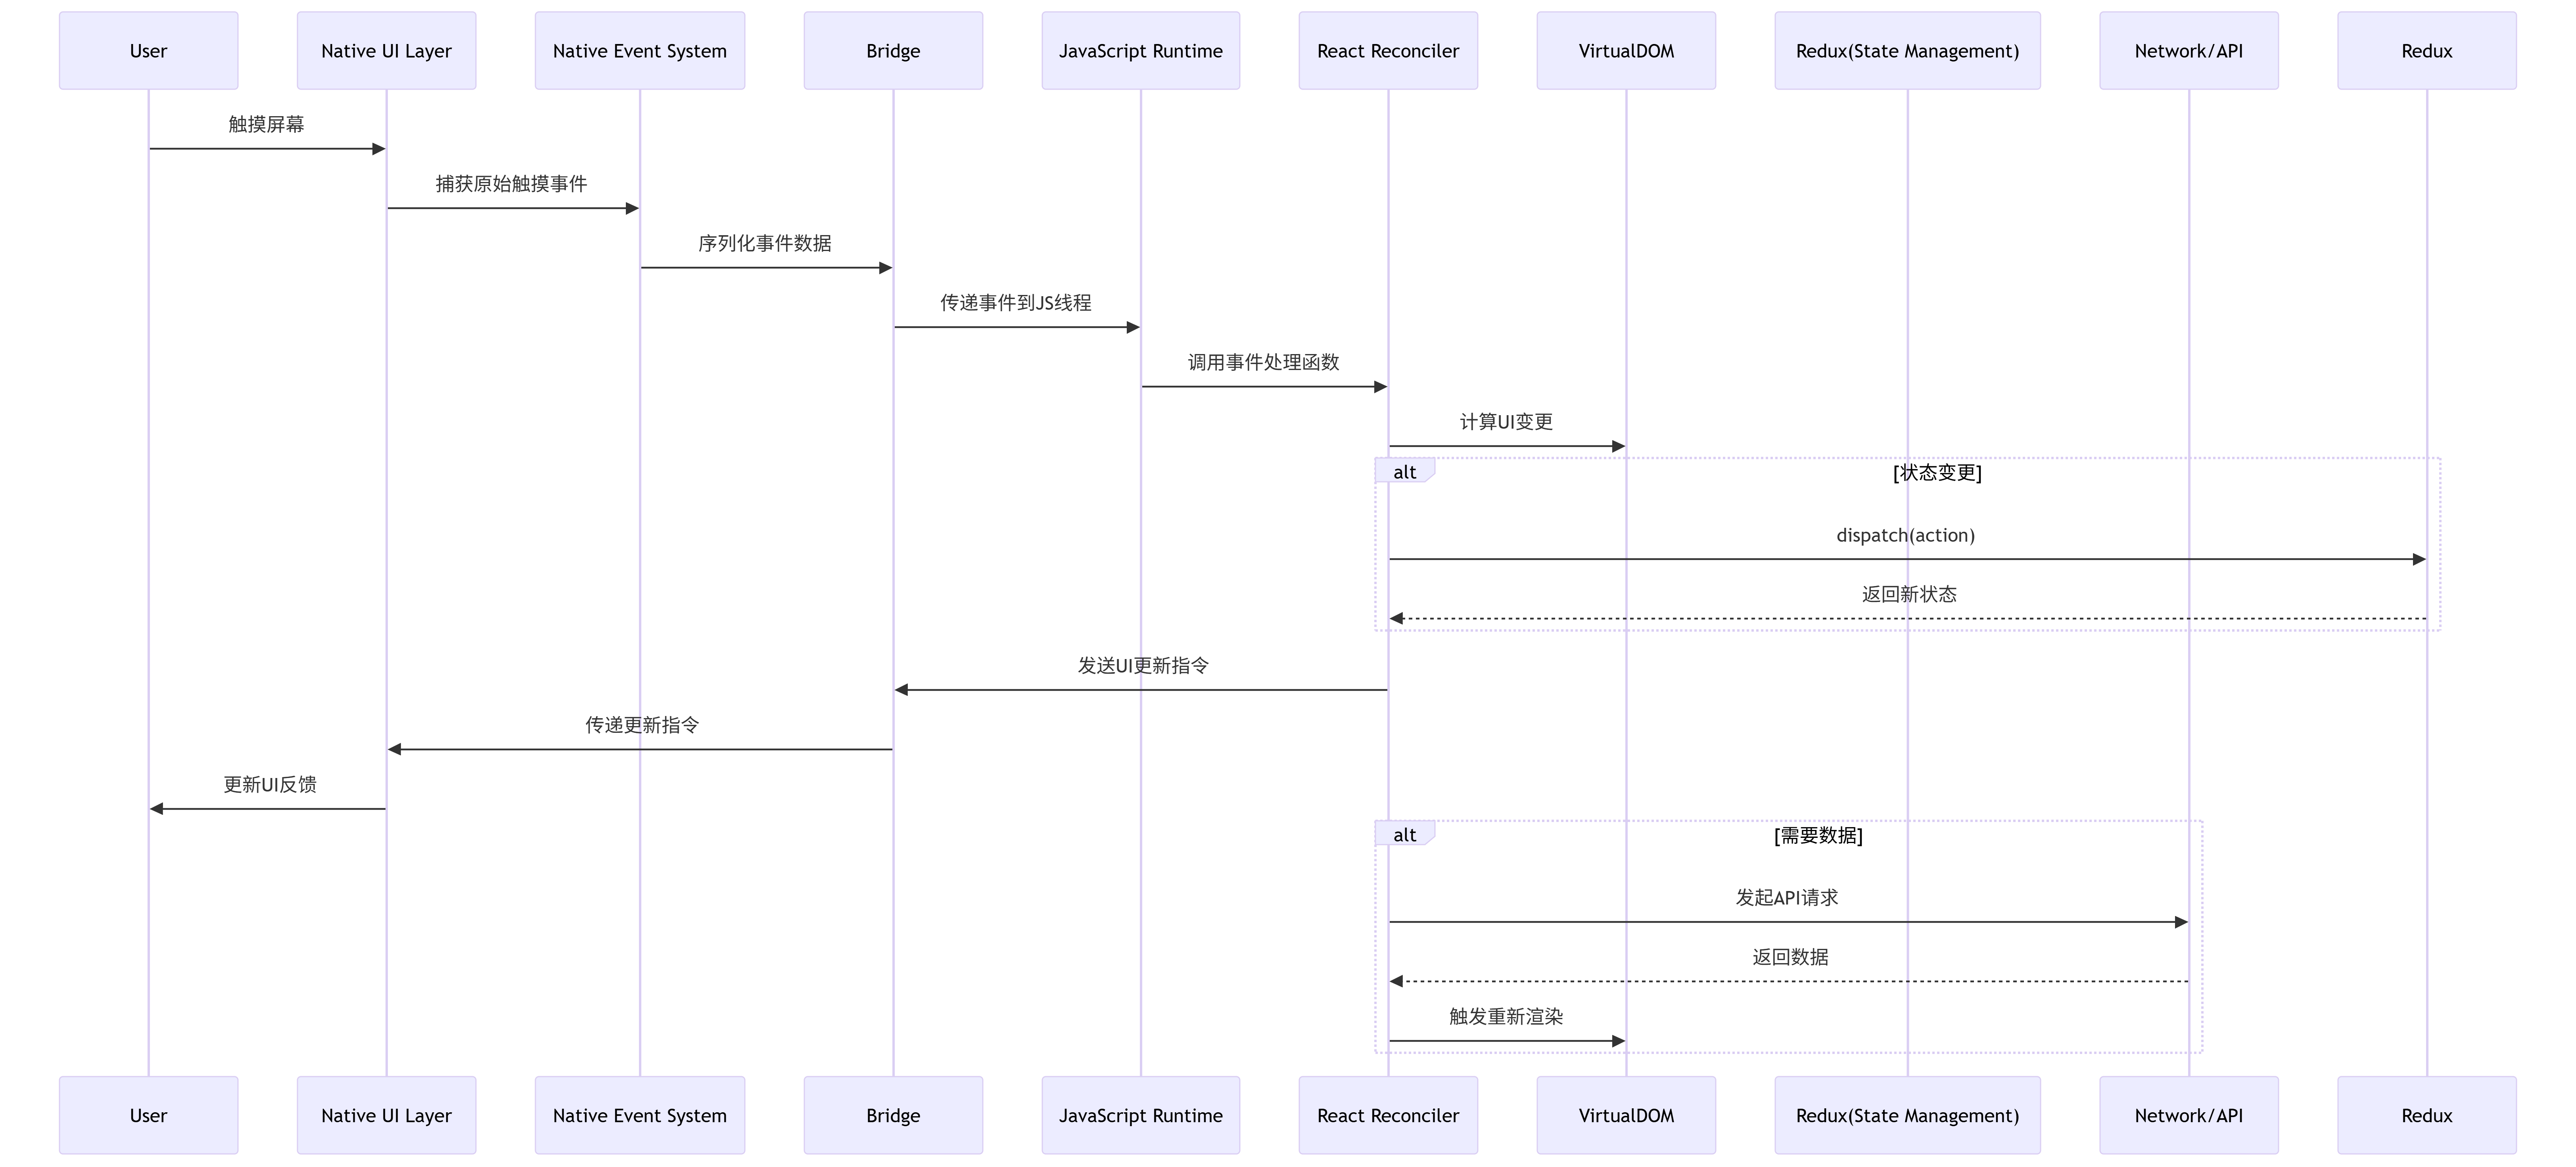 User
Native UI Layer
Native Event System
Bridge
JavaScript Runtime
React Reconciler
VirtualDOM
Redux(State Management)
Network/API
Redux
触摸屏幕
捕获原始触摸事件
序列化事件数据
传递事件到JS线程
调用事件处理函数
计算UI变更
alt
[状态变更]
dispatch(action)
返回新状态
发送UI更新指令
传递更新指令
更新UI反馈
alt
[需要数据]
发起API请求
返回数据
触发重新渲染
User
Native UI Layer
Native Event System
Bridge
JavaScript Runtime
React Reconciler
VirtualDOM
Redux(State Management)
Network/API
Redux